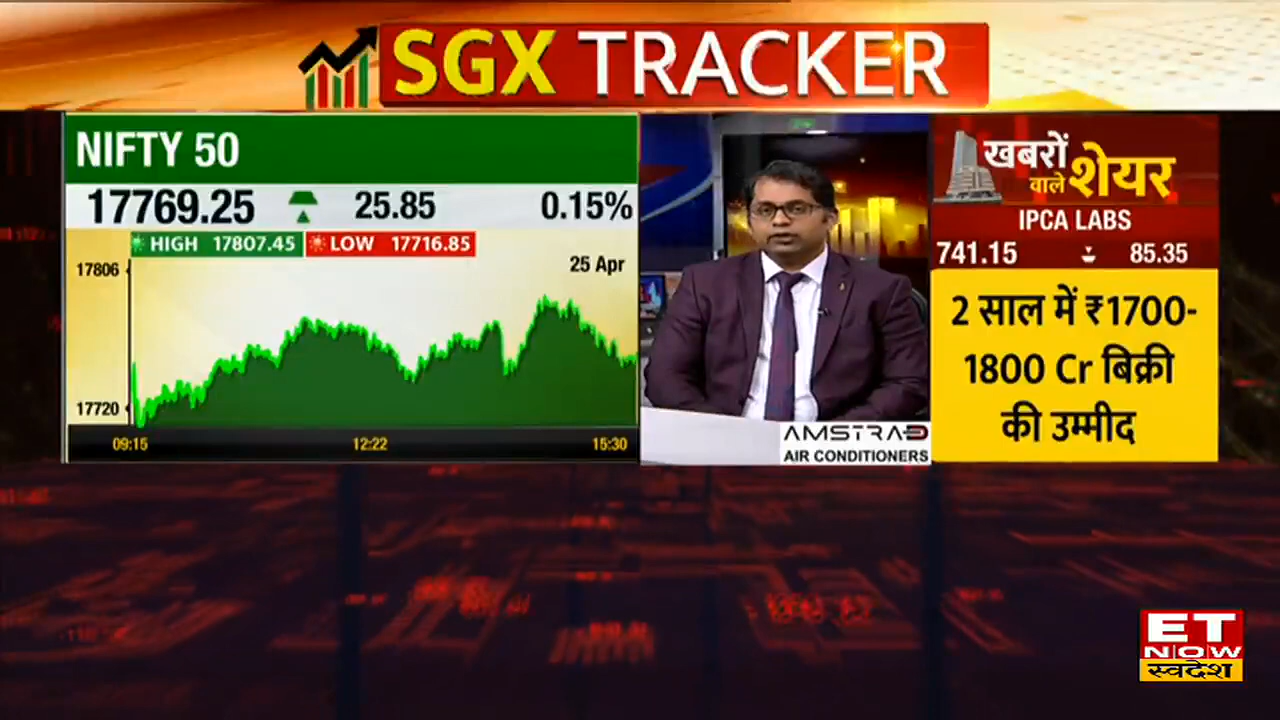 SGX TRACKER
NIFTY 50
17769.25 25.85 0.15%
HIGH 17807.45 LOW 17716.85
25 Apr
17806
17720
09:15 12:22 15:30
AMSTRAD
AIR CONDITIONERS
खबरों
वाले शेयर
IPCA LABS
741.15 85.35
2 साल में ₹1700-
1800 Cr बिक्री
की उम्मीद
ET
NOW
स्वदेश